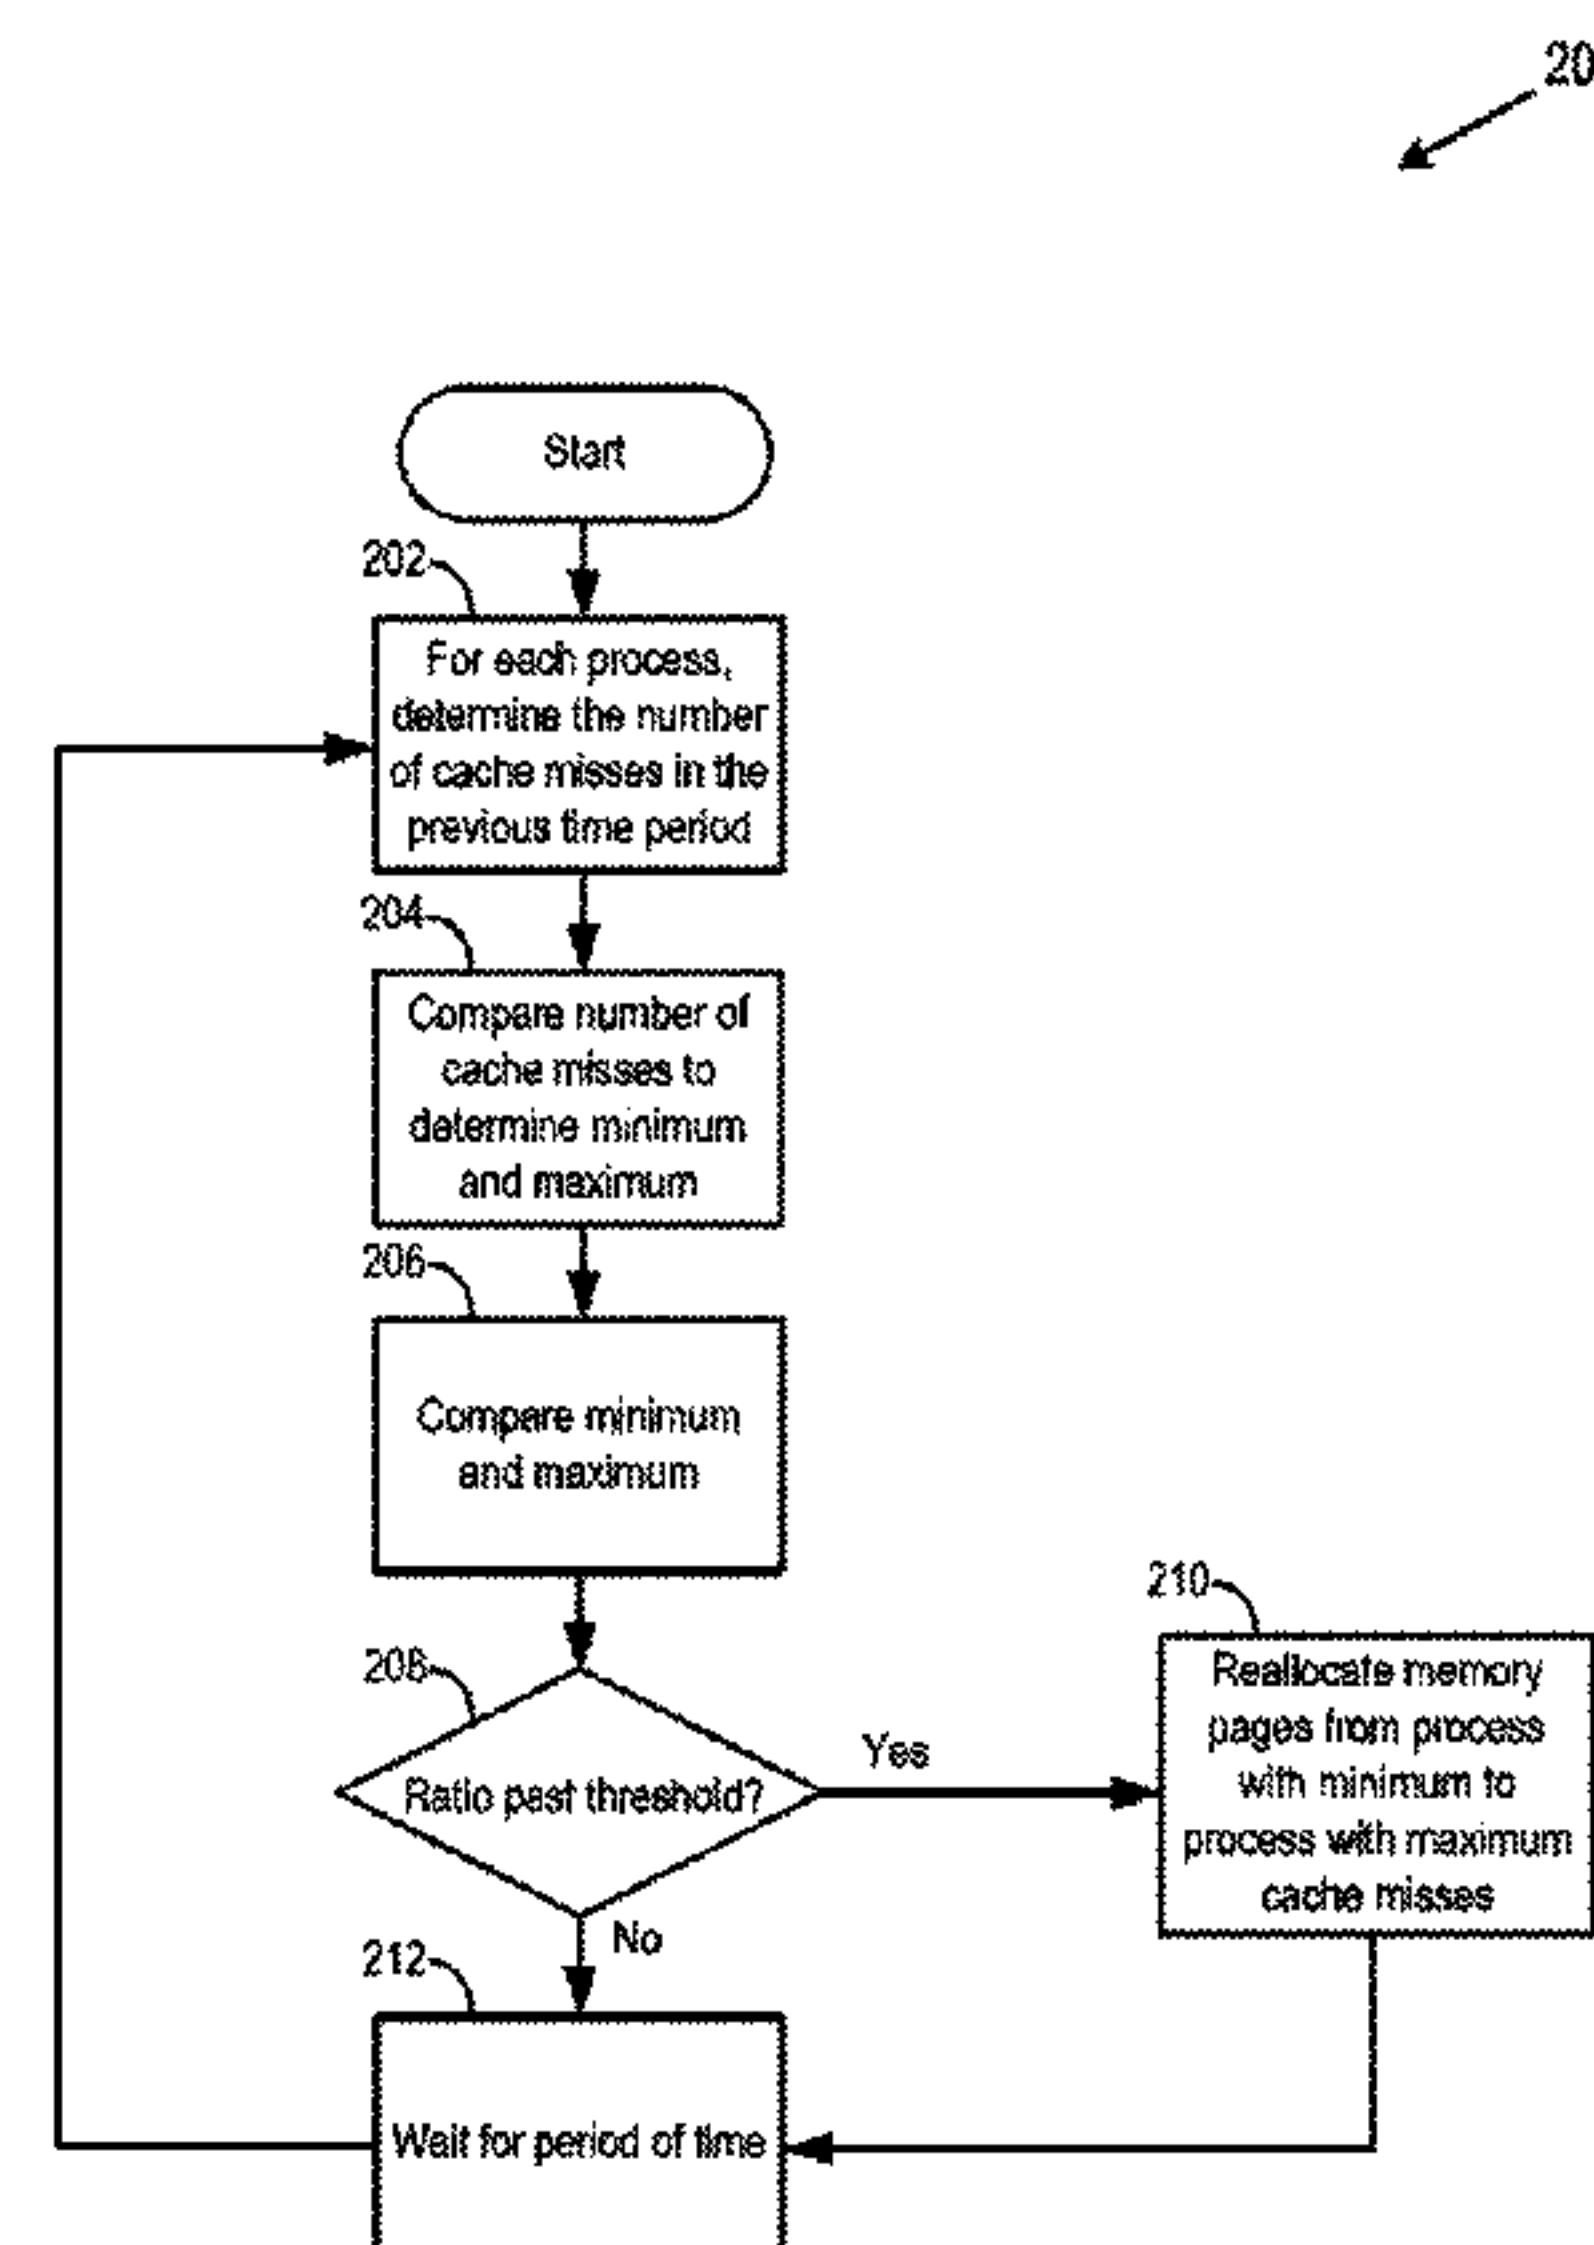 20
Start
202
For each process,
determine the number
of cache misses in the
previous time period
204
Compare number of
cache misses to
determine minimum
and maximum
206
Compare minimum
and maximum
208
Ratio past threshold?
Yes
210
Reallocate memory
pages from process
with minimum to
process with maximum
cache misses
No
212
Wait for period of time